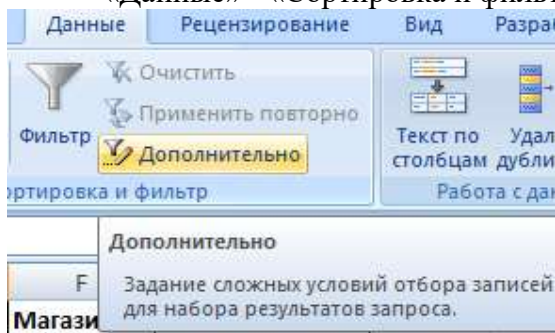 «Данные» «Сортировка и филь
Данные Рецензирование Вид Разра
Очистить
Применить повторно
Фильтр
Дополнительно
Текст по
столбцам
Удал
дубли
ртировка и фильтр
Работа с дан
Дополнительно
Задание сложных условий отбора записей
для набора результатов запроса.
F
Магази